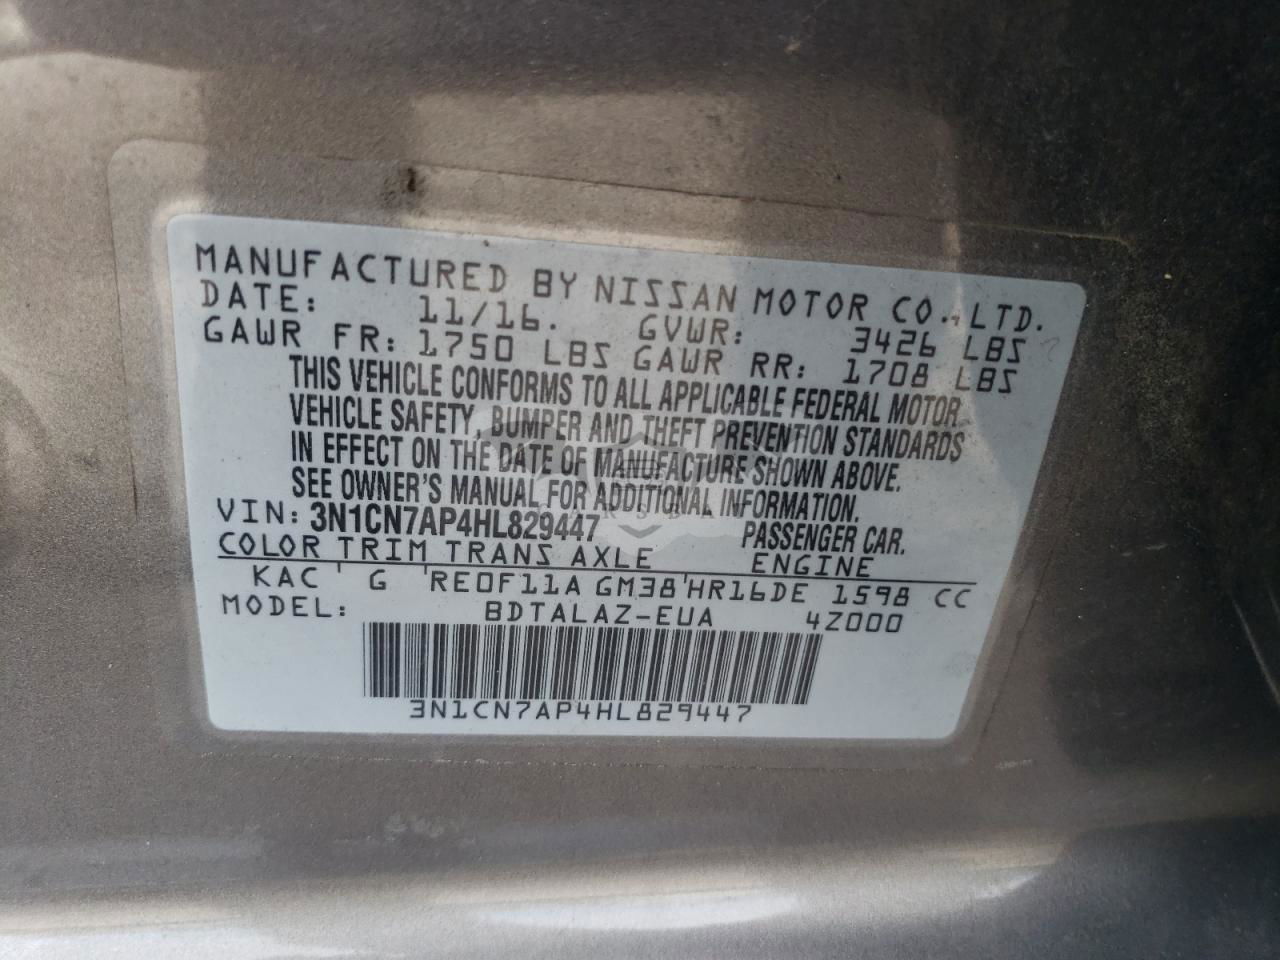 MANUFACTURED BY NISSAN MOTOR CO., LTD.
DATE: 11/16. GVWR: 3426 LBS
GAWR FR: 1750 LBS GAWR RR: 1708 LBS
THIS VEHICLE CONFORMS TO ALL APPLICABLE FEDERAL MOTOR
VEHICLE SAFETY, BUMPER AND THEFT PREVENTION STANDARDS
IN EFFECT ON THE DATE OF MANUFACTURE SHOWN ABOVE.
SEE OWNER'S MANUAL FOR ADDITIONAL INFORMATION.
VIN: 3N1CN7AP4HL829447 PASSENGER CAR.
COLOR TRIM TRANS AXLE ENGINE
KAC ' G RE0F11A GM38'HR16DE 1598 CC
MODEL: BDTALAZ-EUA 4Z000
3N1CN7AP4HL829447